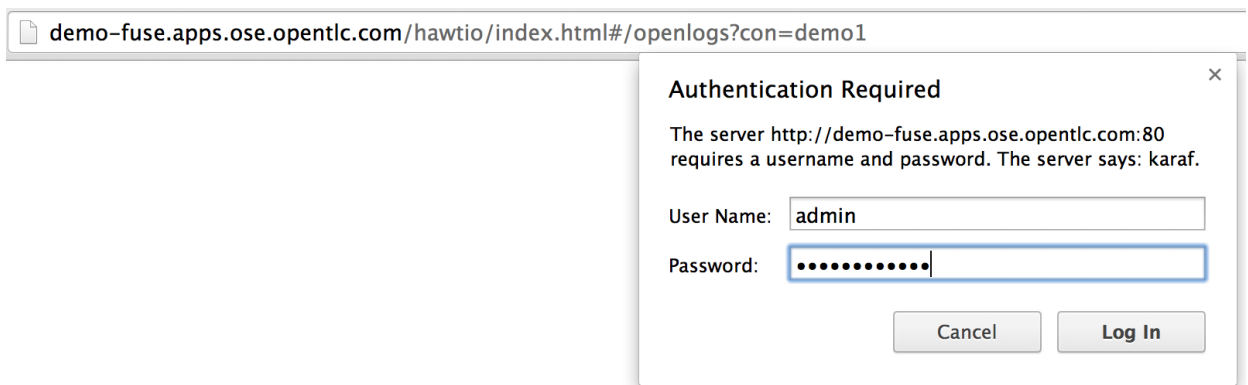 demo-fuse.apps.ose.opentlc.com/hawtio/index.html#/openlogs?con=demo1
×
Authentication Required
The server http://demo-fuse.apps.ose.opentlc.com:80
requires a username and password. The server says: karaf.
User Name: admin
Password: ••••••••••••
Cancel Log In